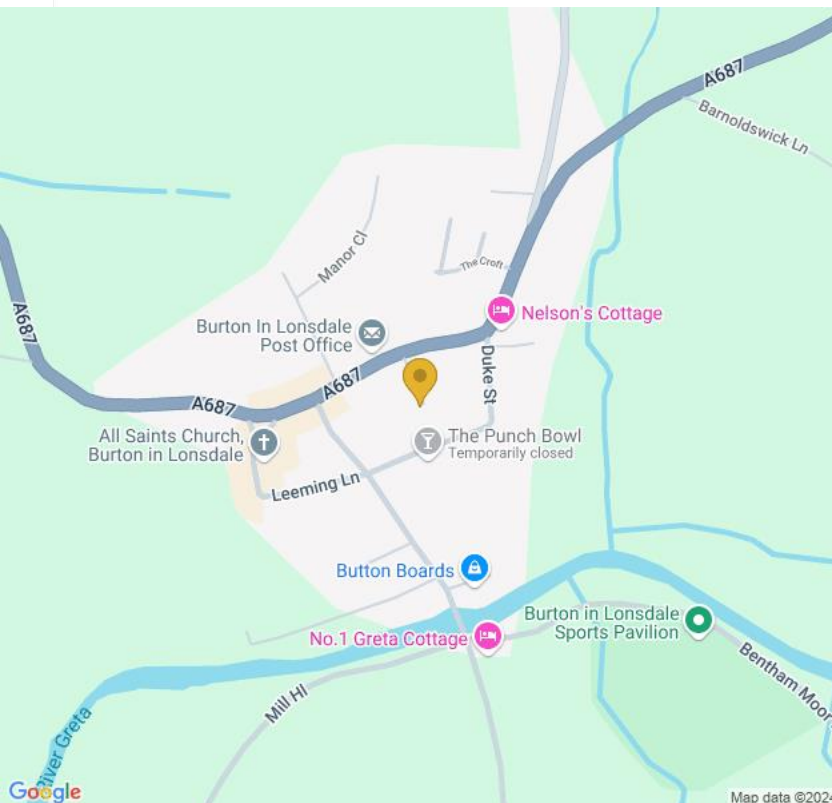 A687
Barnoldswick Ln
Manor Cl
The Croft
A687
Nelson's Cottage
Burton In Lonsdale
Post Office
Duke St
A687
A687
All Saints Church,
Burton in Lonsdale
The Punch Bowl
Temporarily closed
Leeming Ln
Button Boards
Burton in Lonsdale
Sports Pavilion
No.1 Greta Cottage
Bentham Moor
Mill Hl
River Greta
Google
Map data ©2024